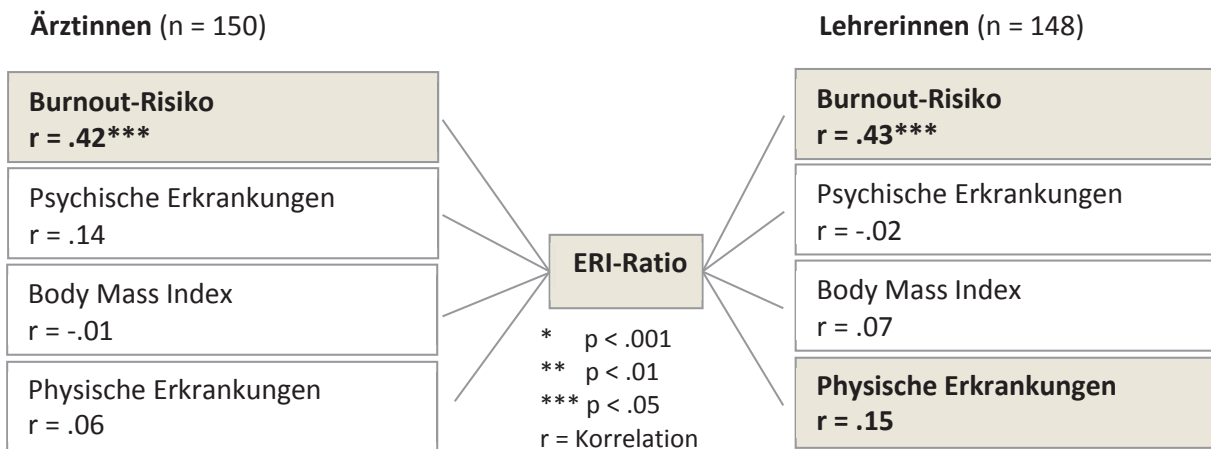 Ärztinnen (n = 150)
Burnout-Risiko
r = .42***
Psychische Erkrankungen
r = .14
Body Mass Index
r = -.01
Physische Erkrankungen
r = .06
ERI-Ratio
* p < .001
** p < .01
*** p < .05
r = Korrelation
Lehrerinnen (n = 148)
Burnout-Risiko
r = .43***
Psychische Erkrankungen
r = -.02
Body Mass Index
r = .07
Physische Erkrankungen
r = .15